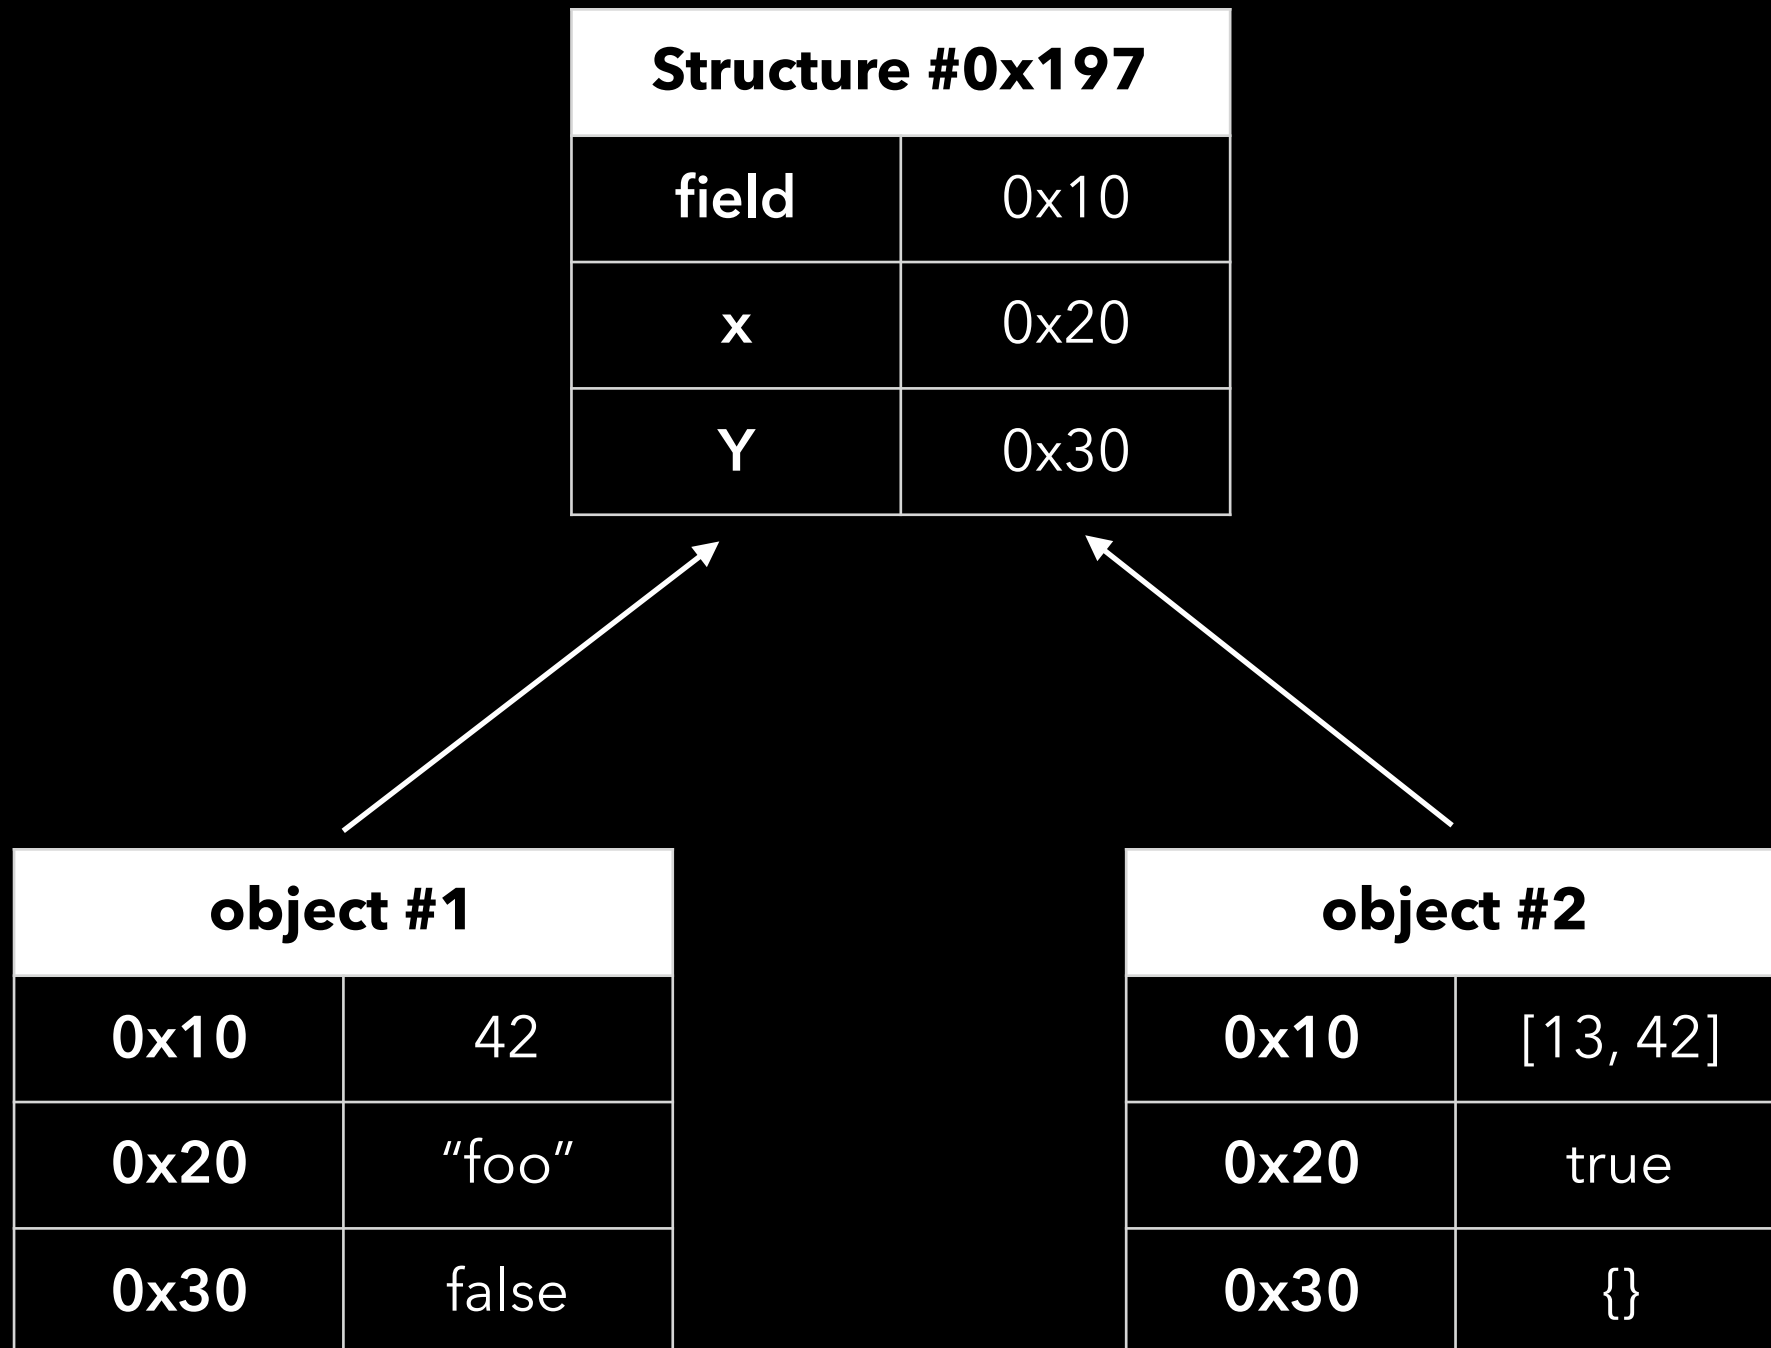 Structure #0x197
field 0x10
x 0x20
Y 0x30
object #1
0x10 42
0x20 “foo”
0x30 false
object #2
0x10 [13, 42]
0x20 true
0x30 {}